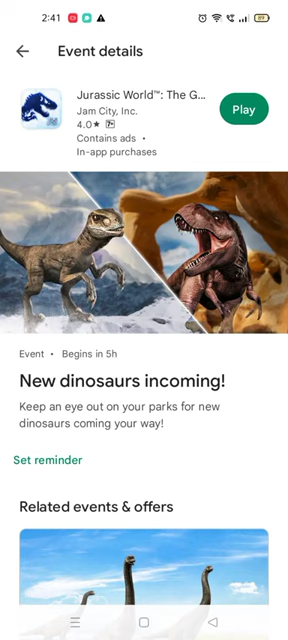 2:41
89
Event details
Jurassic World™: The G...
Jam City, Inc.
4.0★ 7+
Contains ads •
In-app purchases
Play
Event • Begins in 5h
New dinosaurs incoming!
Keep an eye out on your parks for new
dinosaurs coming your way!
Set reminder
Related events & offers